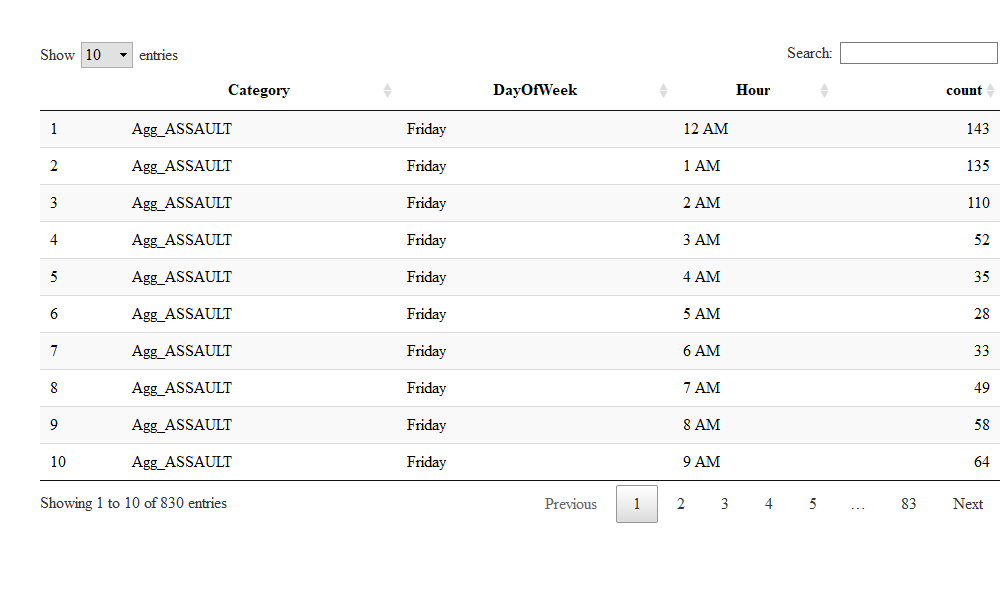 Show 10 entries Search:
Category DayOfWeek Hour count
1 Agg_ASSAULT Friday 12 AM 143
2 Agg_ASSAULT Friday 1 AM 135
3 Agg_ASSAULT Friday 2 AM 110
4 Agg_ASSAULT Friday 3 AM 52
5 Agg_ASSAULT Friday 4 AM 35
6 Agg_ASSAULT Friday 5 AM 28
7 Agg_ASSAULT Friday 6 AM 33
8 Agg_ASSAULT Friday 7 AM 49
9 Agg_ASSAULT Friday 8 AM 58
10 Agg_ASSAULT Friday 9 AM 64
Showing 1 to 10 of 830 entries Previous 1 2 3 4 5 … 83 Next